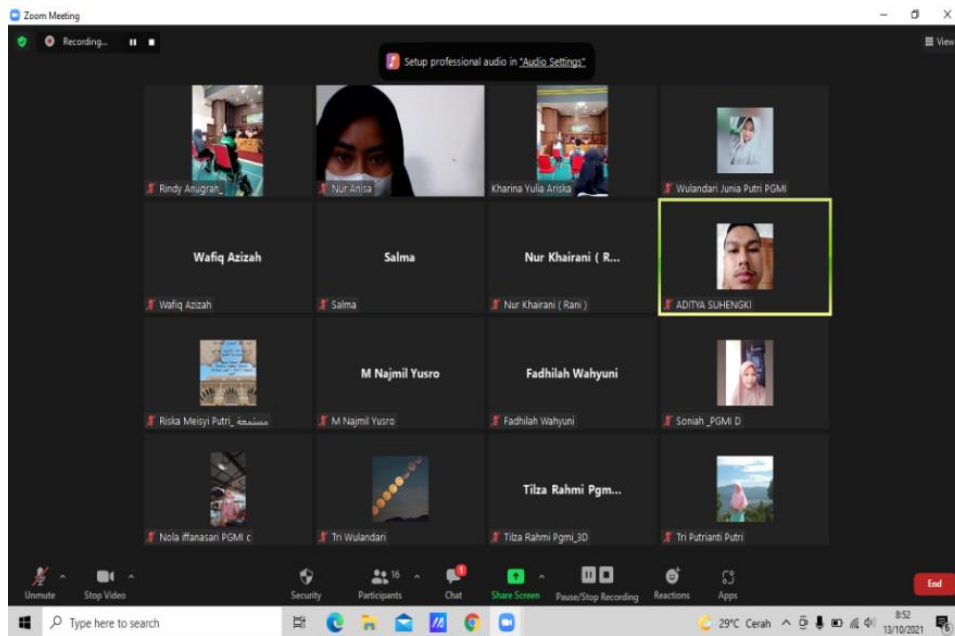 Zoom Meeting
Recording...
View
Setup professional audio in "Audio Settings"
Rindy Anugrah_
Nur Anisa
Kharina Yulia Ariska
Wulandari Junia Putri PGMI
Wafiq Azizah
Salma
Nur Khairani ( R...
Wafiq Azizah
Salma
Nur Khairani ( Rani )
ADITYA SUHENGKI
M Najmil Yusro
Fadhilah Wahyuni
Riska Meisyi Putri_ مستمعة
M Najmil Yusro
Fadhilah Wahyuni
Soniah _PGMI D
Tilza Rahmi Pgm...
Nola iffanasari PGMI c
Tri Wulandari
Tilza Rahmi Pgmi_3D
Tri Putrianti Putri
Unmute
Stop Video
Security
Participants
16
Chat
1
Share Screen
Pause/Stop Recording
Reactions
Apps
End
Type here to search
29°C Cerah
8:52
13/10/2021
6